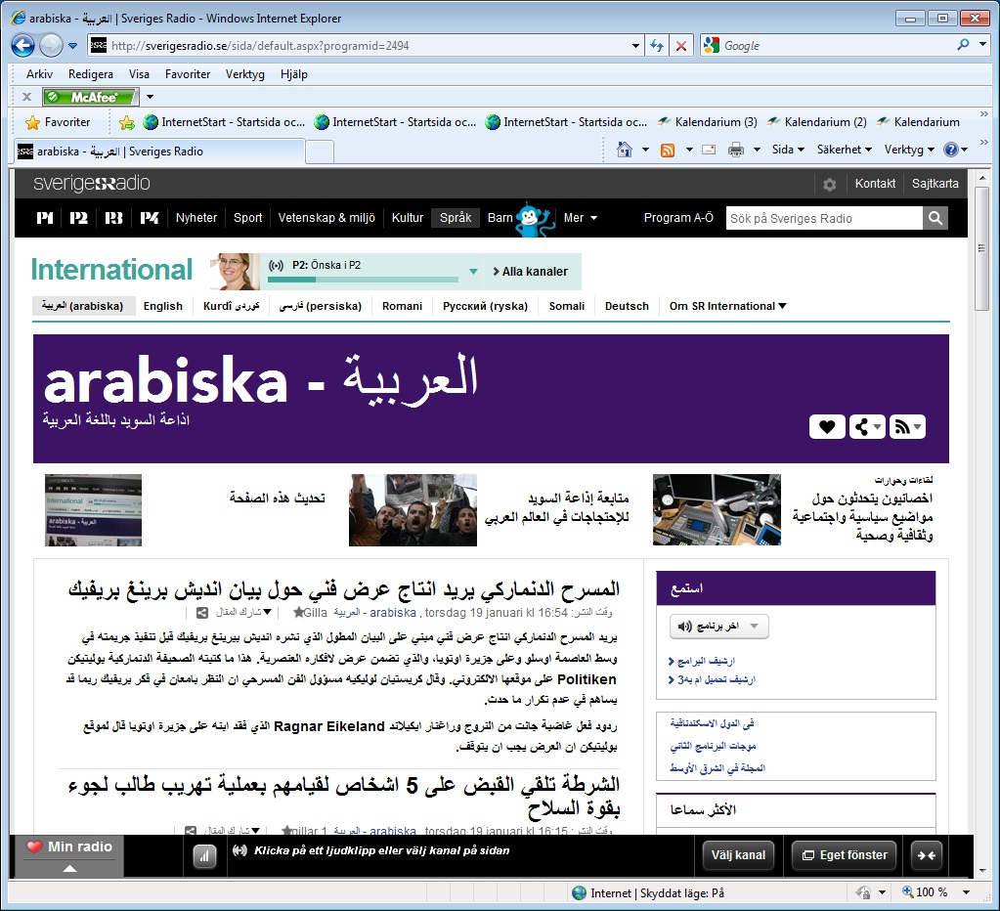 arabiska - العربية | Sveriges Radio - Windows Internet Explorer
http://sverigesradio.se/sida/default.aspx?programid=2494
Google
Arkiv Redigera Visa Favoriter Verktyg Hjälp
McAfee
Favoriter InternetStart - Startsida oc... InternetStart - Startsida oc... InternetStart - Startsida oc... Kalendarium (3) Kalendarium (2) Kalendarium
arabiska - العربية | Sveriges Radio
Sida Säkerhet Verktyg
sverigesradio
Kontakt Sajtkarta
P1 P2 P3 P4 Nyheter Sport Vetenskap & miljö Kultur Språk Barn Mer Program A-Ö Sök på Sveriges Radio
International
P2: Önska i P2
Alla kanaler
العربية (arabiska) English Kurdî كوردی فارسی (persiska) Romani Русский (ryska) Somali Deutsch Om SR International
arabiska - العربية
اذاعة السويد باللغة العربية
تحديث هذه الصفحة
متابعة إذاعة السويد
للإحتجاجات في العالم العربي
لقاءات وحوارات
اخصائيون يتحدثون حول
مواضيع سياسية واجتماعية
وثقافية وصحية
المسرح الدنماركي يريد انتاج عرض فني حول بيان انديش برينغ بريفيك
وقت النشر: torsdag 19 januari kl 16:54 , arabiska - العربية Gilla شارك المقال
يريد المسرح الدنماركي انتاج عرض فني مبني على البيان المطول الذي نشره انديش بيرينغ بريفيك قبل تنفيذ جريمته في
وسط العاصمة اوسلو وعلى جزيرة اوتويا، والذي تضمن عرض لافكاره العنصرية. هذا ما كتبته الصحيفة الدنماركية بوليتيكن
Politiken على موقعها الالكتروني. وقال كريستيان لوليكيه مسؤول الفن المسرحي ان النظر بامعان في فكر بريفيك ربما قد
يساهم في عدم تكرار ما حدث.
ردود فعل غاضبة جائت من النروج وراغنار ايكيلاند Ragnar Eikeland الذي فقد ابنه على جزيرة اوتويا قال لموقع
بوليتيكن ان العرض يجب ان يتوقف.
الشرطة تلقي القبض على 5 اشخاص لقيامهم بعملية تهريب طالب لجوء
بقوة السلاح
وقت النشر: torsdag 19 januari kl 16:15 , arabiska - العربية 1 gillar شارك المقال
استمع
اخر برنامج
ارشيف البرامج
ارشيف تحميل ام به3
في الدول الاسكندنافية
موجات البرنامج الثاني
المجلة في الشرق الأوسط
الأكثر سماعا
Min radio
Klicka på ett ljudklipp eller välj kanal på sidan
Välj kanal Eget fönster
Internet | Skyddat läge: På
100 %